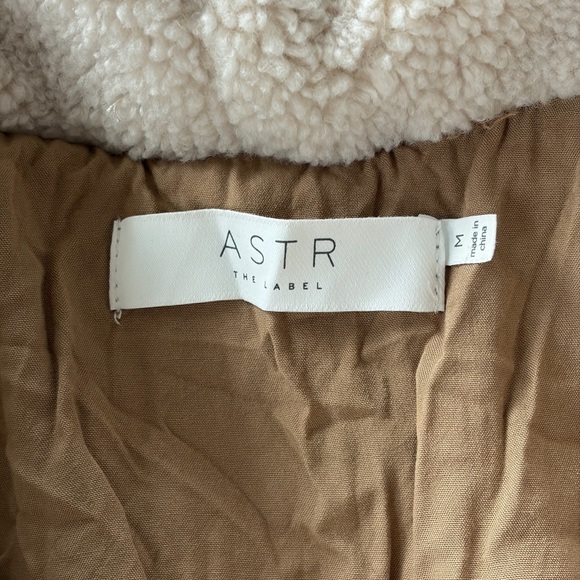 ASTR
THE LABEL
M
made in
china